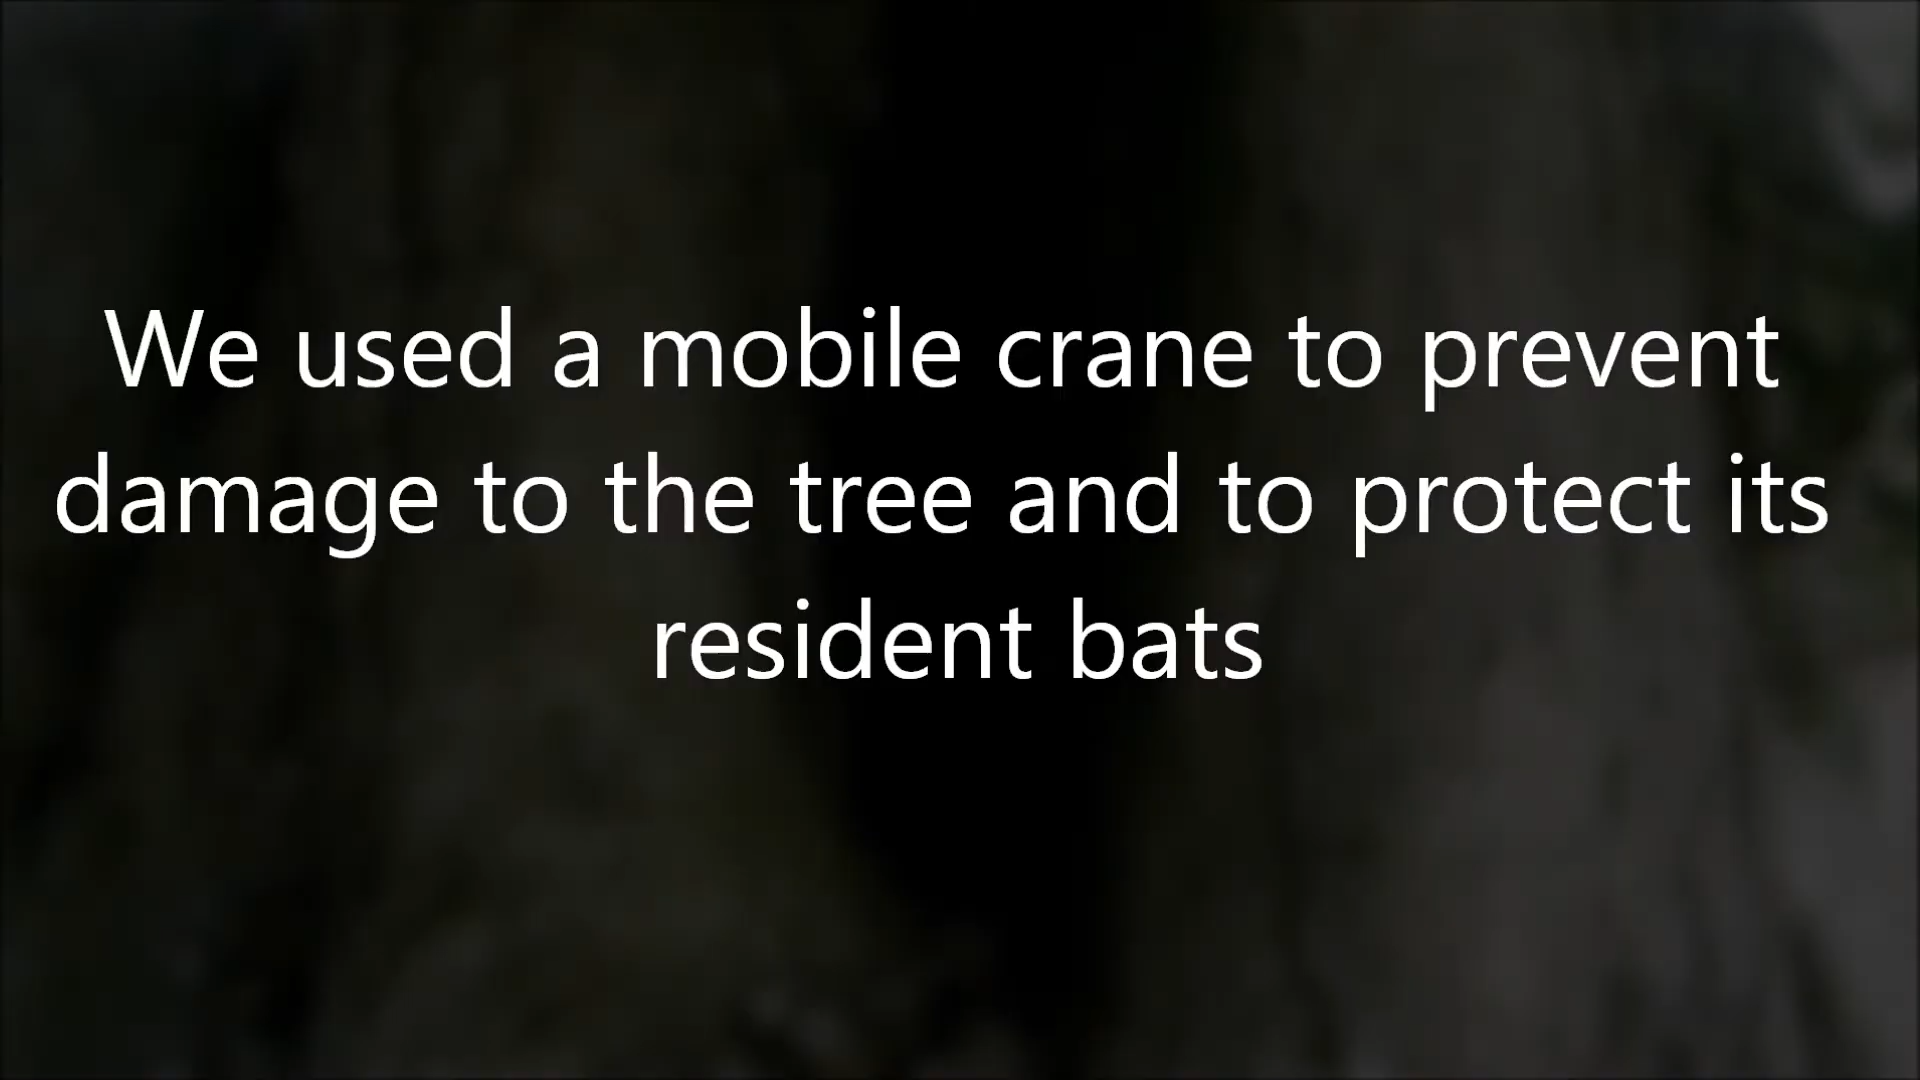 We used a mobile crane to prevent
damage to the tree and to protect its
resident bats